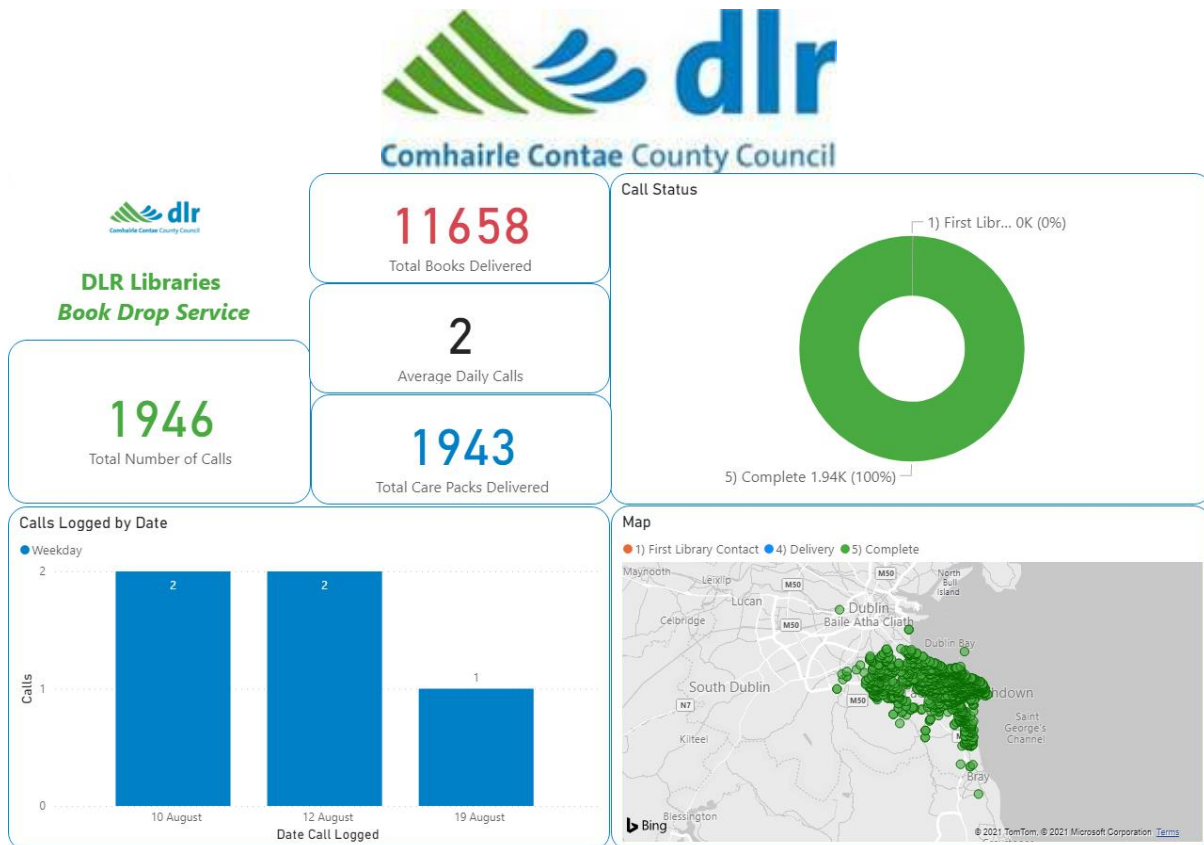 dlr
Comhairle Contae County Council
dlr
Comhairle Contae County Council
DLR Libraries
Book Drop Service
1946
Total Number of Calls
11658
Total Books Delivered
2
Average Daily Calls
1943
Total Care Packs Delivered
Call Status
1) First Libr... 0K (0%)
5) Complete 1.94K (100%)
Calls Logged by Date
Weekday
2
1
0
Calls
2
2
1
10 August
12 August
19 August
Date Call Logged
Map
1) First Library Contact 4) Delivery 5) Complete
Maynooth
Leixlip
Lucan
Celbridge
M50
M50
M50
North
Bull
Island
Dublin
Baile Atha Cliath
Dublin Bay
South Dublin
N7
M50
hdown
Saint
George's
Channel
Kilteel
Bray
Blessington
Bing
© 2021 TomTom, © 2021 Microsoft Corporation Terms